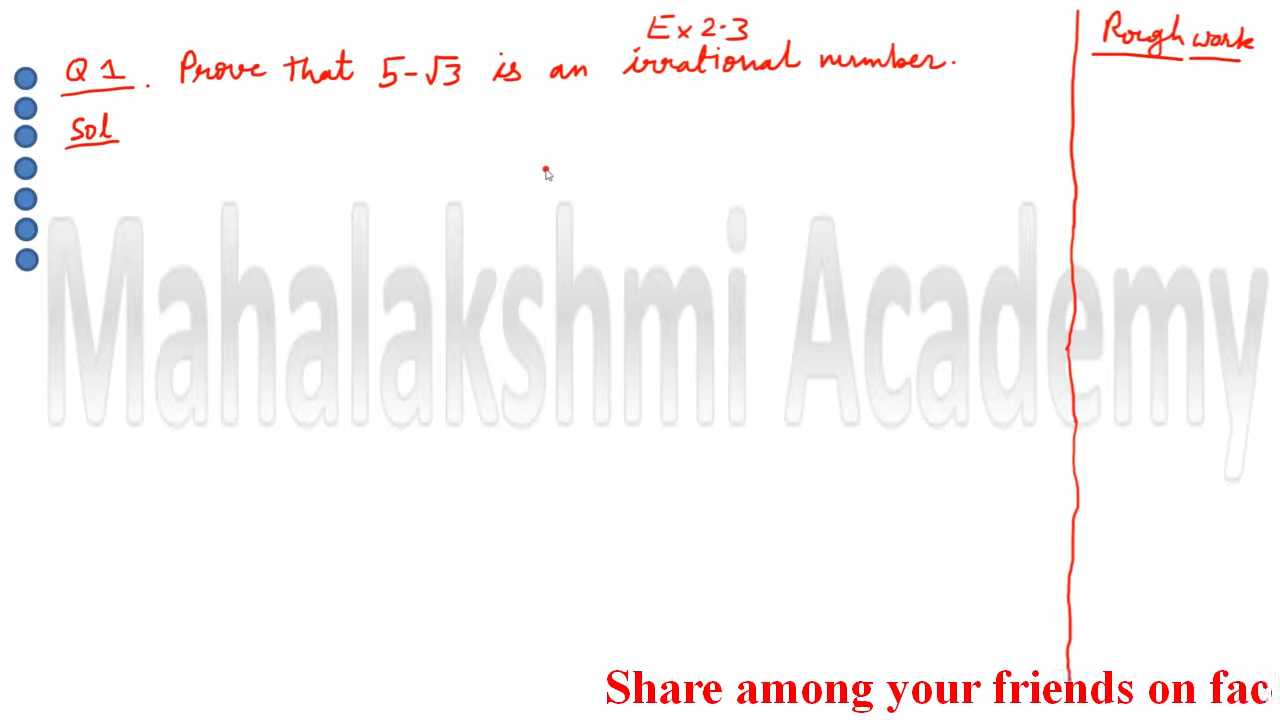 Ex 2.3
Rough work
Q 1. Prove that 5-√3 is an irrational number.
Sol
Mahalakshmi Academy
Share among your friends on fac